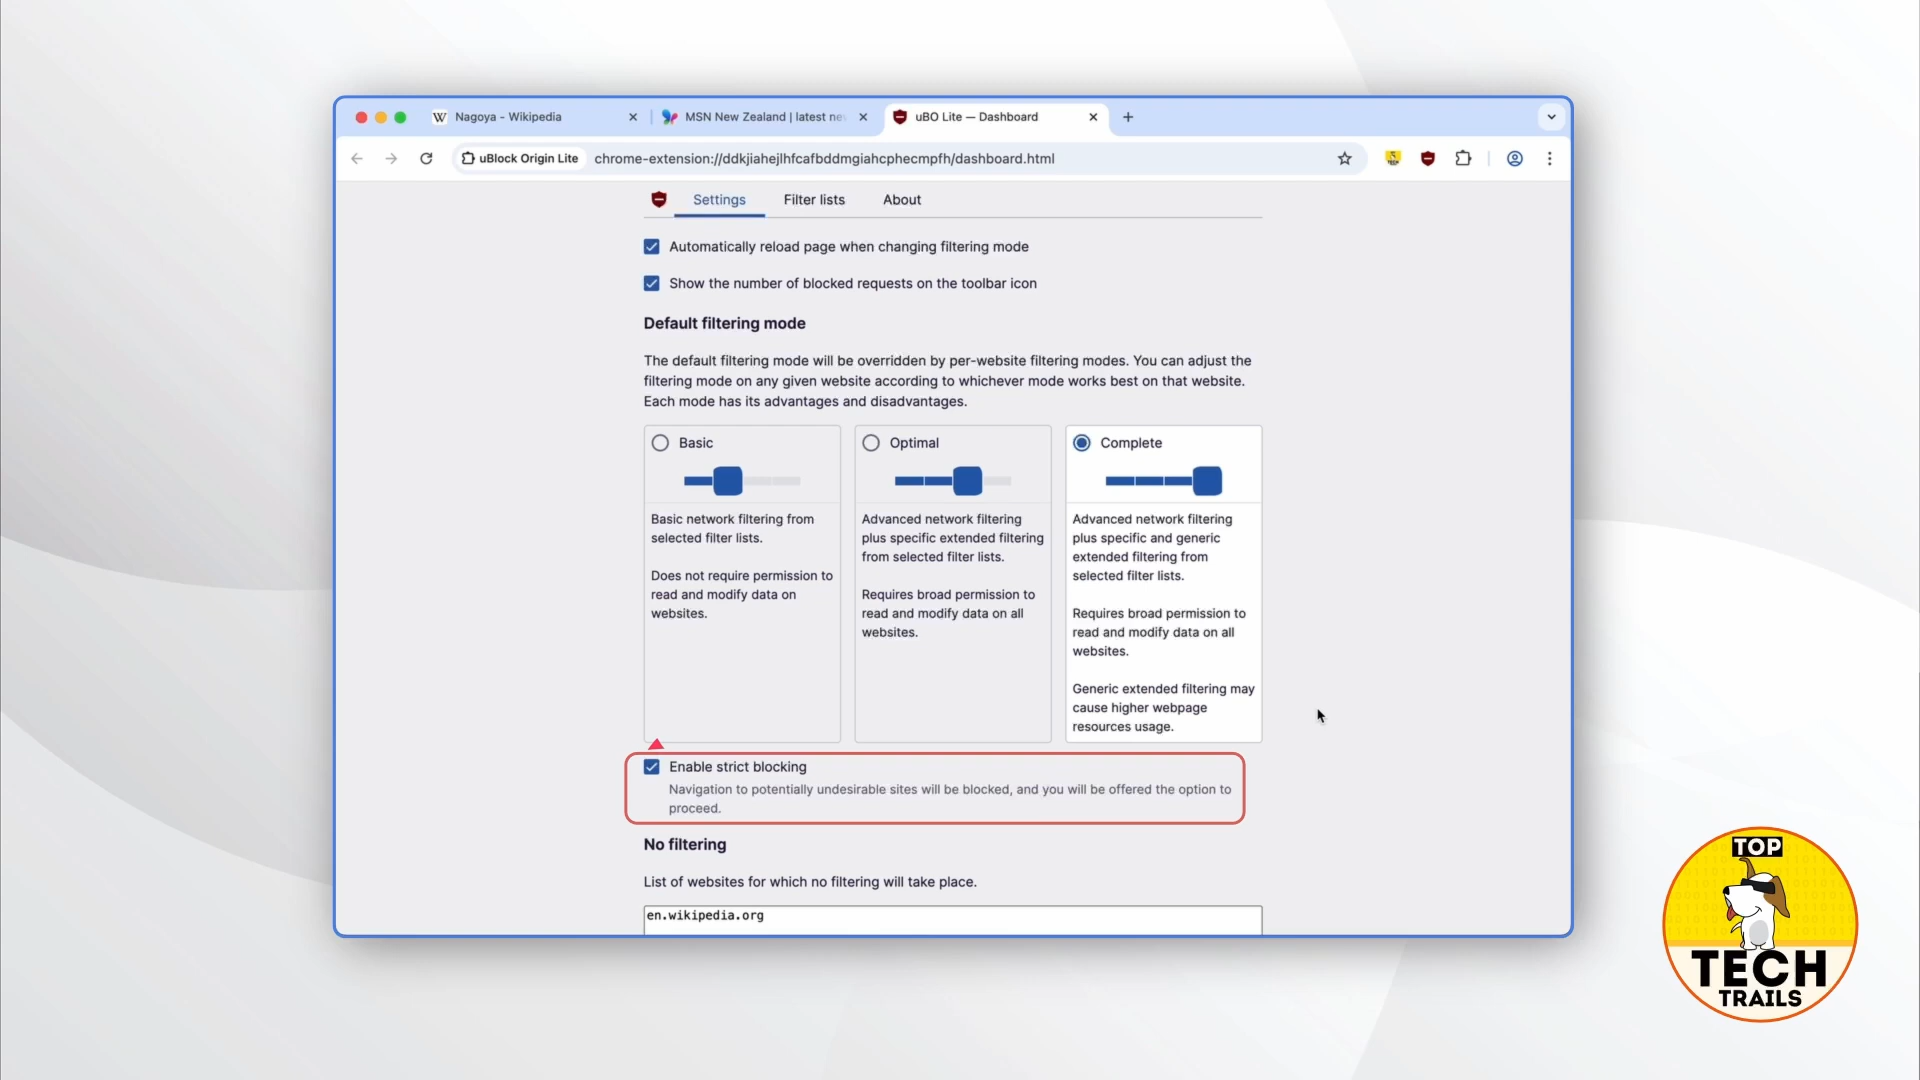 Nagoya - Wikipedia
MSN New Zealand | latest ne
uBO Lite — Dashboard
uBlock Origin Lite
chrome-extension://ddkjiahejlhfcafbddmgiahcphecmpfh/dashboard.html
Settings
Filter lists
About
Automatically reload page when changing filtering mode
Show the number of blocked requests on the toolbar icon
Default filtering mode
The default filtering mode will be overridden by per-website filtering modes. You can adjust the
filtering mode on any given website according to whichever mode works best on that website.
Each mode has its advantages and disadvantages.
Basic
Basic network filtering from
selected filter lists.
Does not require permission to
read and modify data on
websites.
Optimal
Advanced network filtering
plus specific extended filtering
from selected filter lists.
Requires broad permission to
read and modify data on all
websites.
Complete
Advanced network filtering
plus specific and generic
extended filtering from
selected filter lists.
Requires broad permission to
read and modify data on all
websites.
Generic extended filtering may
cause higher webpage
resources usage.
Enable strict blocking
Navigation to potentially undesirable sites will be blocked, and you will be offered the option to
proceed.
No filtering
List of websites for which no filtering will take place.
en.wikipedia.org
TOP
TECH
TRAILS